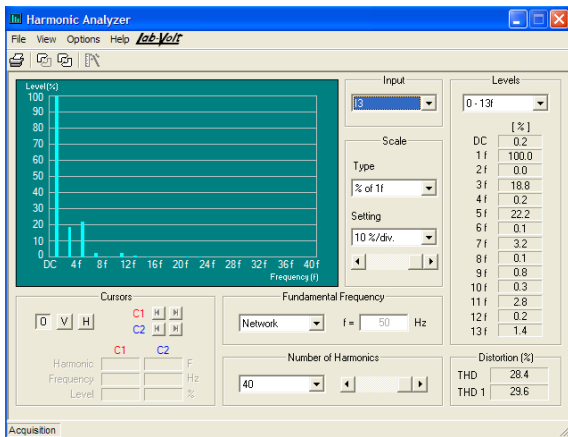 Harmonic Analyzer
File View Options Help Lab-Volt
Level(%)
100
90
80
70
60
50
40
30
20
10
0
DC 4f 8f 12f 16f 20f 24f 28f 32f 36f 40f
Frequency (f)
Input
I3
Scale
Type
% of 1f
Setting
10 %/div.
Levels
0 - 13f
[ % ]
DC 0.2
1 f 100.0
2 f 0.0
3 f 18.8
4 f 0.2
5 f 22.2
6 f 0.1
7 f 3.2
8 f 0.1
9 f 0.8
10 f 0.3
11 f 2.8
12 f 0.2
13 f 1.4
Cursors
0 V H
C1
C2
C1 C2
Harmonic F
Frequency Hz
Level %
Fundamental Frequency
Network f = 50 Hz
Number of Harmonics
40
Distortion (%)
THD 28.4
THD 1 29.6
Acquisition